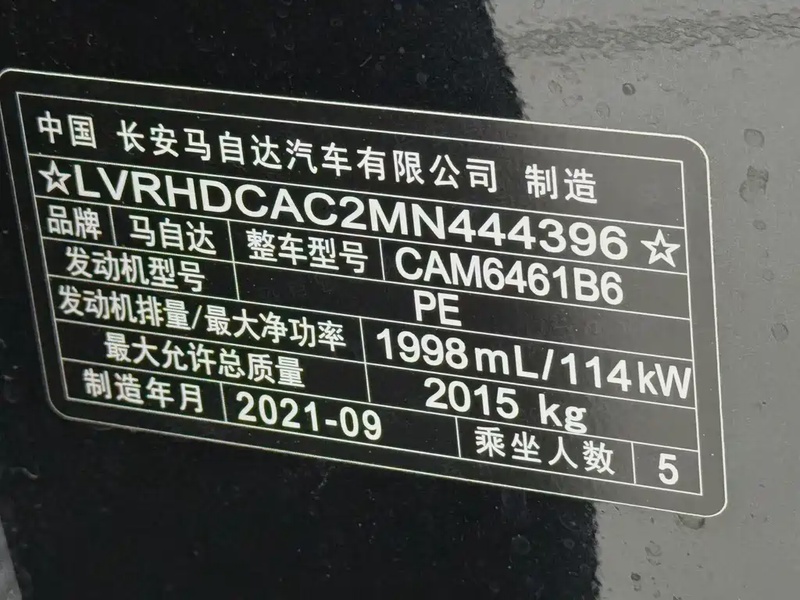 中国 长安马自达汽车有限公司 制造
☆LVRHDCAC2MN444396☆
品牌 马自达 整车型号 CAM6461B6
发动机型号 PE
发动机排量/最大净功率 1998mL/114kW
最大允许总质量 2015 kg
制造年月 2021-09 乘坐人数 5